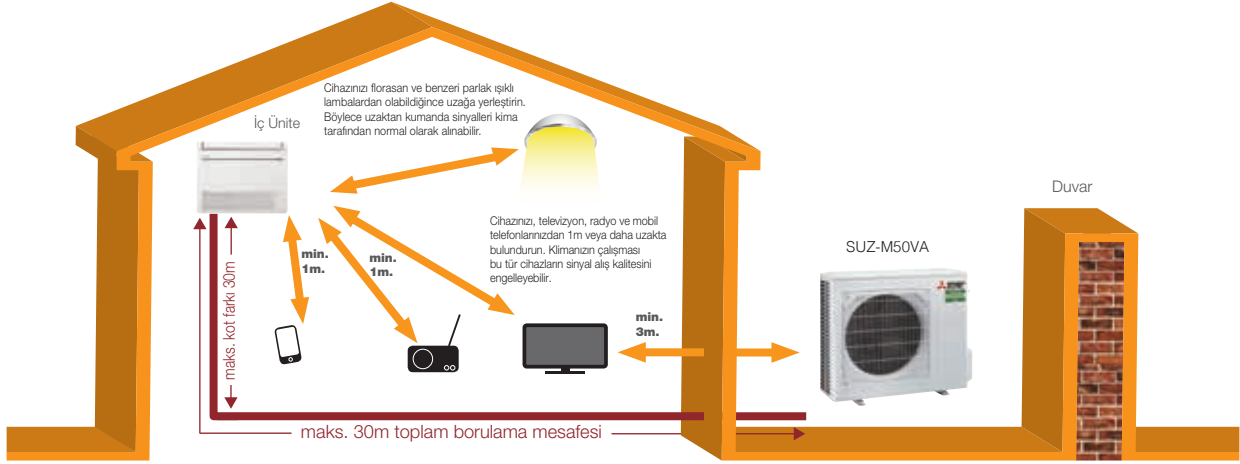 Cihazınızı florasan ve benzeri parlak ışıklı
lambalardan olabildiğince uzağa yerleştirin.
Böylece uzaktan kumanda sinyalleri kima
tarafından normal olarak alınabilir.
İç Ünite
Duvar
Cihazınızı, televizyon, radyo ve mobil
telefonlarınızdan 1m veya daha uzakta
bulundurun. Klimanızın çalışması
bu tür cihazların sinyal alış kalitesini
engelleyebilir.
SUZ-M50VA
min.
1m.
min.
1m.
min.
3m.
maks. kot farkı 30m
maks. 30m toplam borulama mesafesi